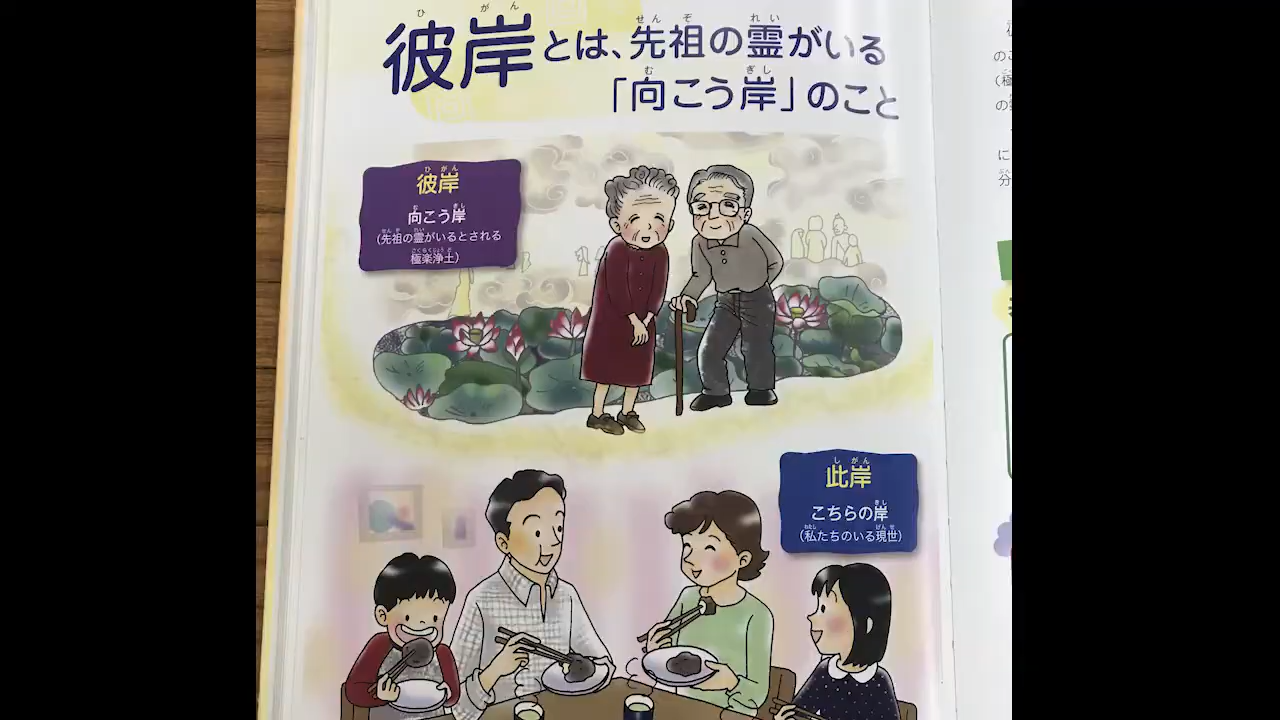 彼岸とは、先祖の霊がいる
「向こう岸」のこと
彼岸
向こう岸
(先祖の霊がいるとされる
極楽浄土)
此岸
こちらの岸
(私たちのいる現世)